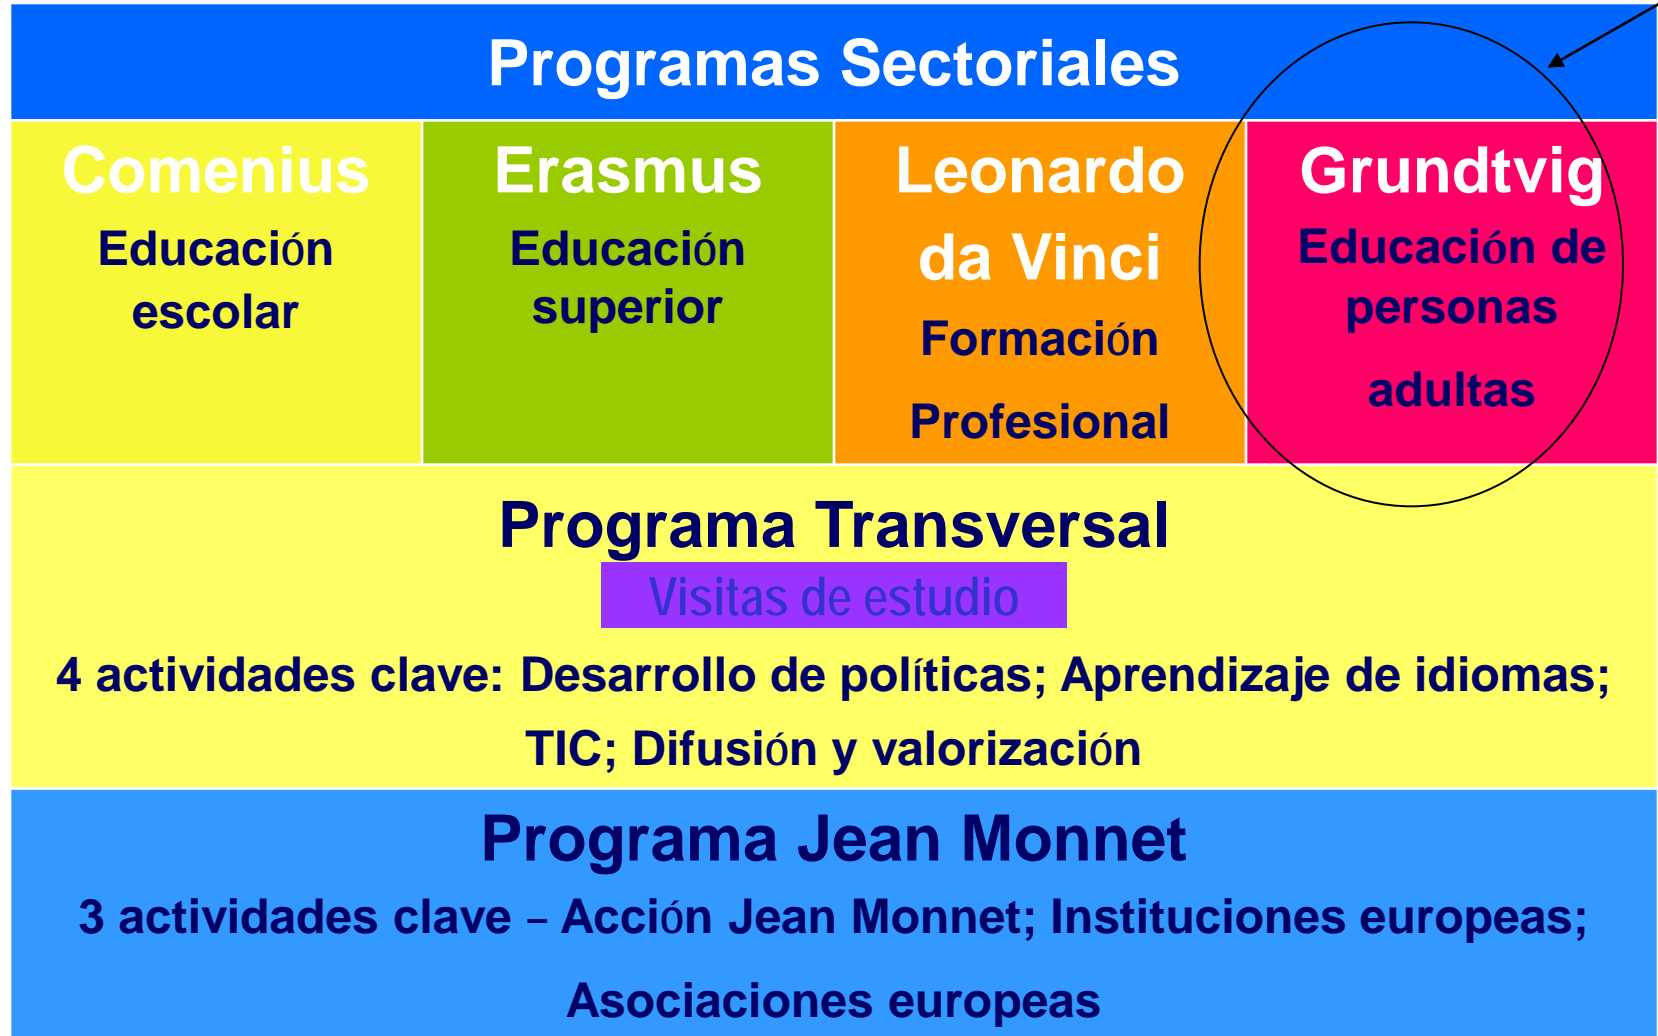 Programas Sectoriales
Comenius
Educación
escolar
Erasmus
Educación
superior
Leonardo
da Vinci
Formación
Profesional
Grundtvig
Educación de
personas
adultas
Programa Transversal
Visitas de estudio
4 actividades clave: Desarrollo de políticas; Aprendizaje de idiomas;
TIC; Difusión y valorización
Programa Jean Monnet
3 actividades clave – Acción Jean Monnet; Instituciones europeas;
Asociaciones europeas